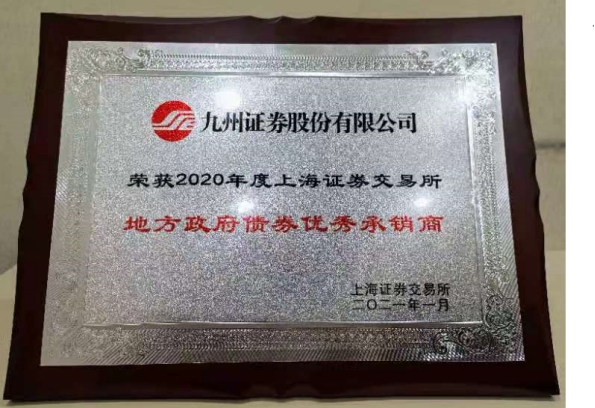 九州证券股份有限公司
荣获2020年度上海证券交易所
地方政府债券优秀承销商
上海证券交易所
二〇二一年一月